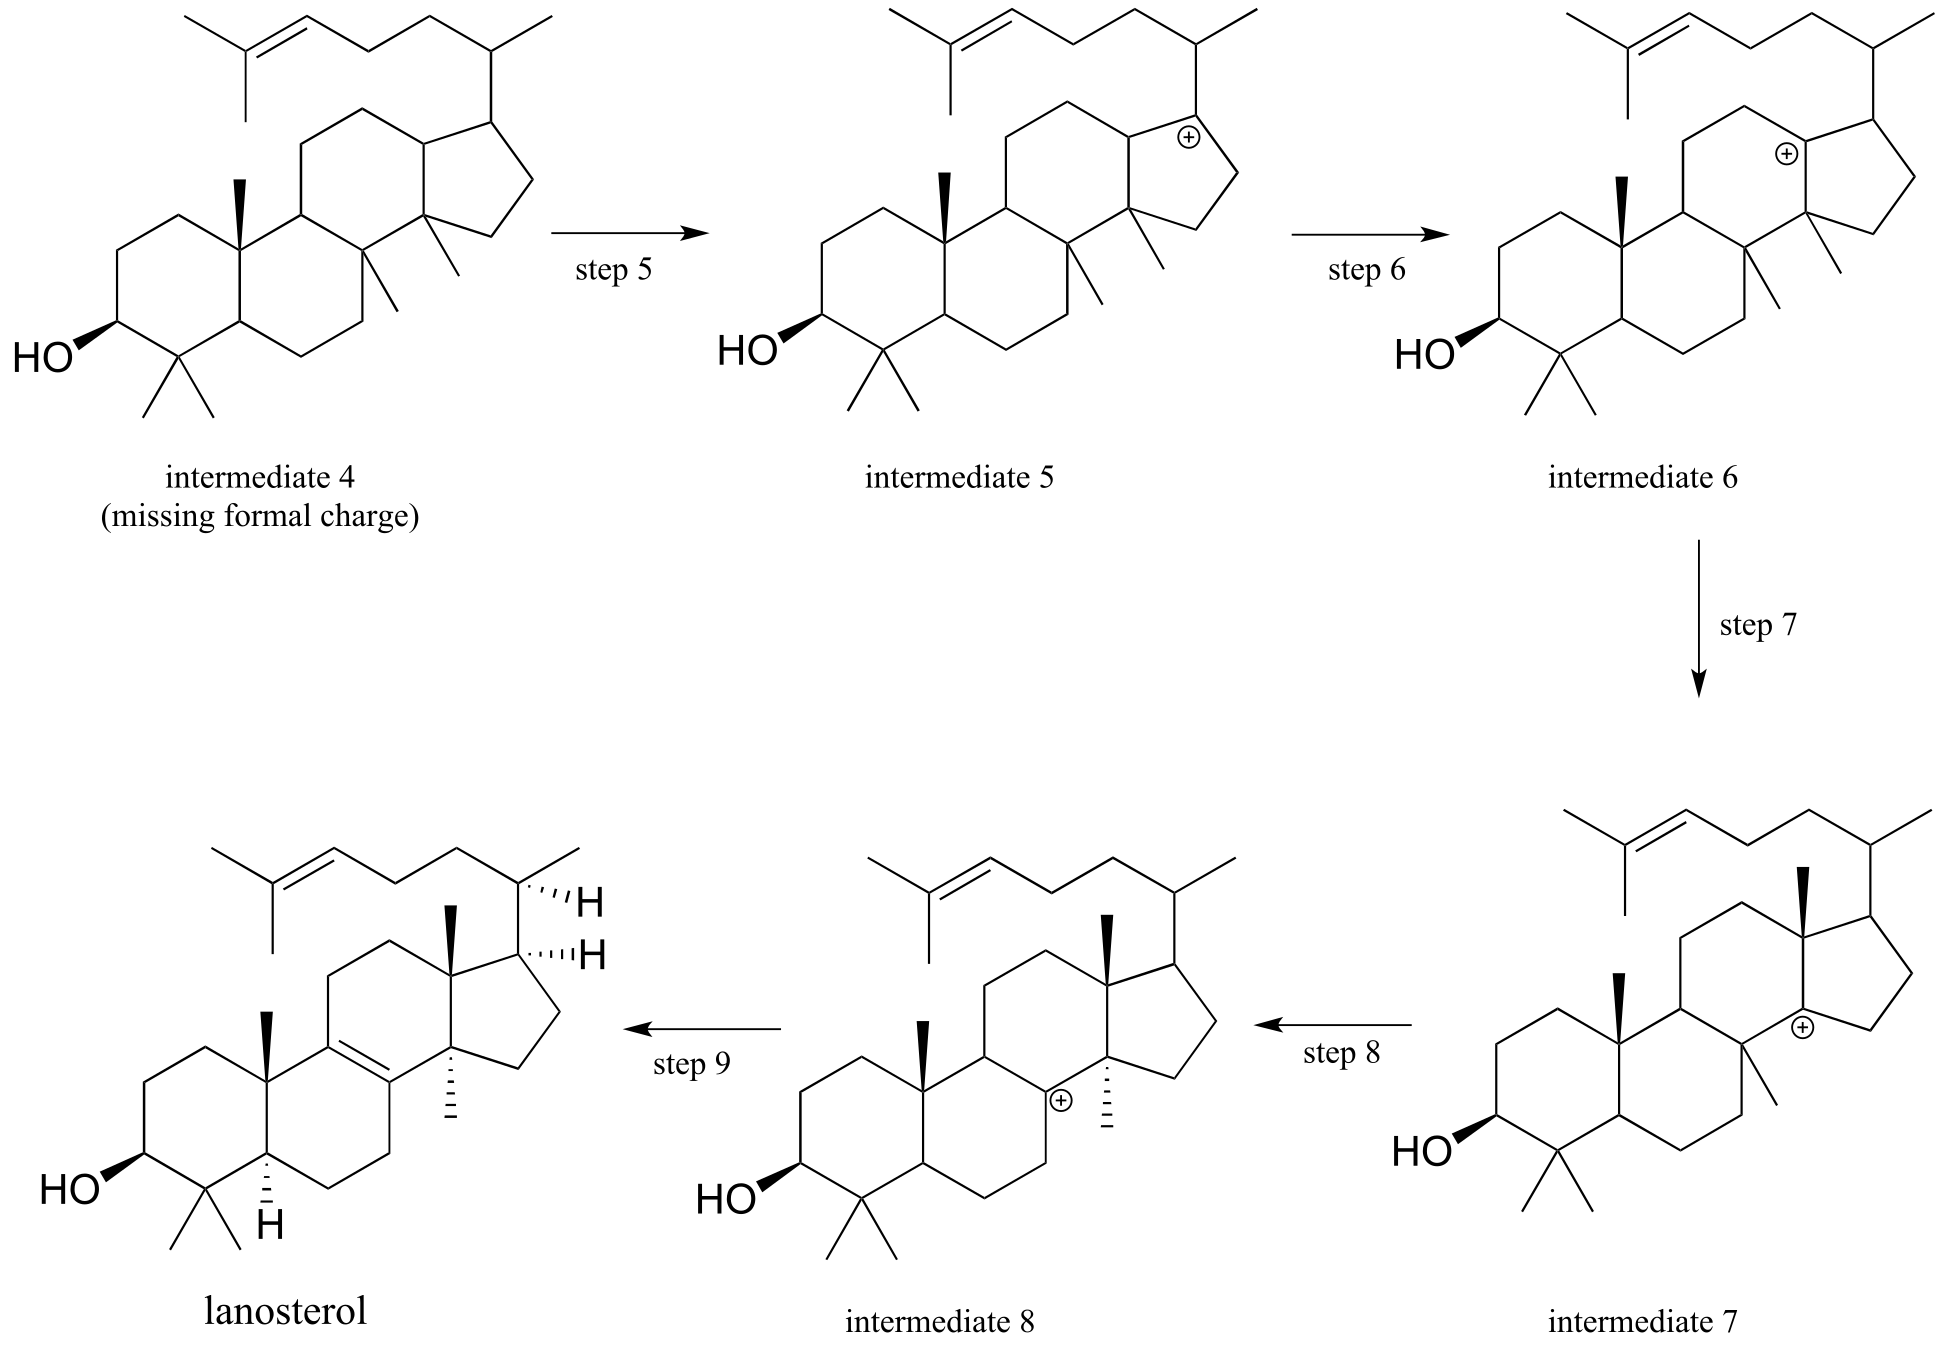 HO
intermediate 4
(missing formal charge)
step 5
HO
⊕
intermediate 5
step 6
HO
⊕
intermediate 6
step 7
HO
⊕
intermediate 7
step 8
HO
⊕
intermediate 8
step 9
H
H
HO
H
lanosterol